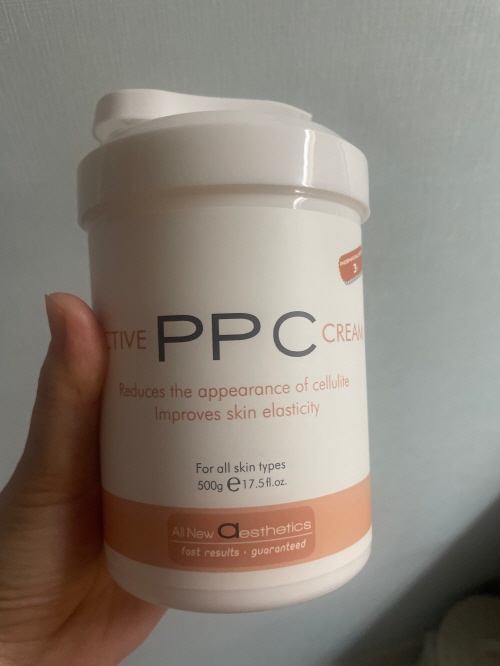 3
CTIVE PPC CREAM
Reduces the appearance of cellulite
Improves skin elasticity
For all skin types
500g e 17.5 fl.oz.
All New aesthetics
fast results · guaranteed